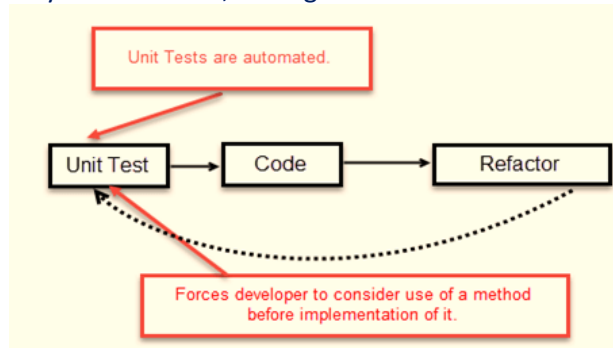 Unit Tests are automated.
Unit Test
Code
Refactor
Forces developer to consider use of a method
before implementation of it.